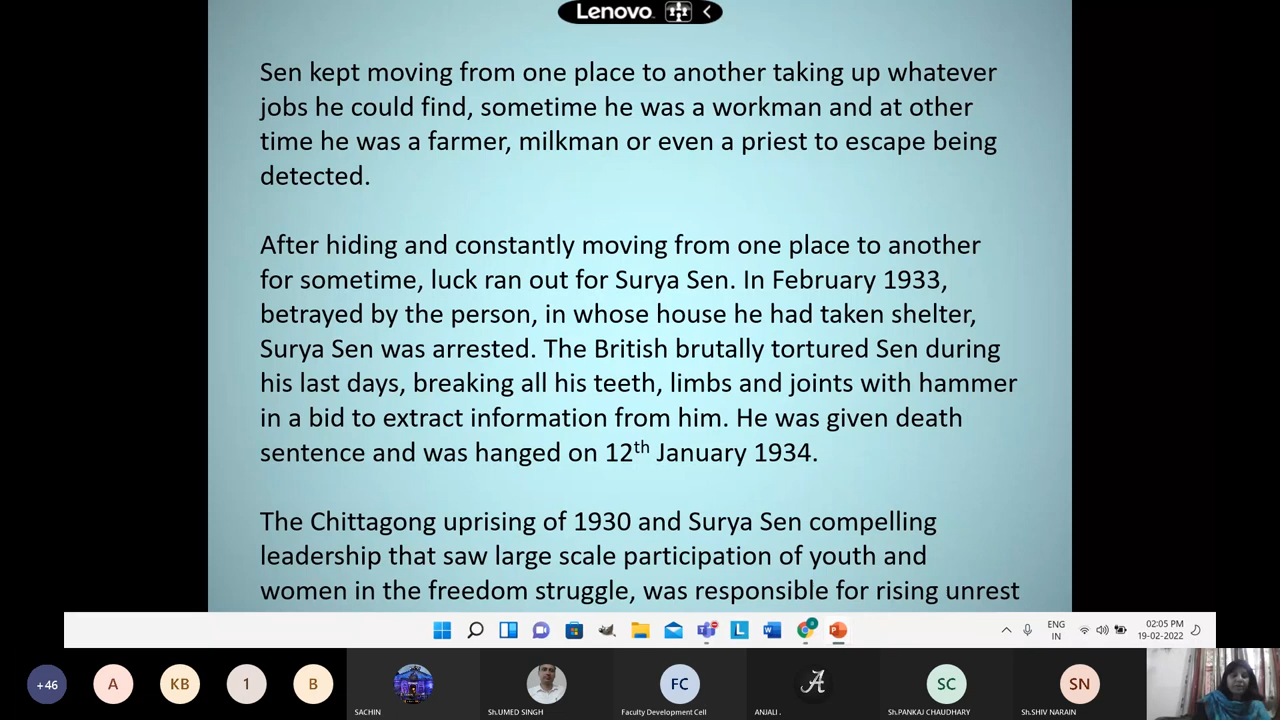 Lenovo
Sen kept moving from one place to another taking up whatever
jobs he could find, sometime he was a workman and at other
time he was a farmer, milkman or even a priest to escape being
detected.
After hiding and constantly moving from one place to another
for sometime, luck ran out for Surya Sen. In February 1933,
betrayed by the person, in whose house he had taken shelter,
Surya Sen was arrested. The British brutally tortured Sen during
his last days, breaking all his teeth, limbs and joints with hammer
in a bid to extract information from him. He was given death
sentence and was hanged on 12th January 1934.
The Chittagong uprising of 1930 and Surya Sen compelling
leadership that saw large scale participation of youth and
women in the freedom struggle, was responsible for rising unrest
ENG
IN
02:05 PM
19-02-2022
+46
A
KB
1
B
FC
A
SC
SN
SACHIN
Sh.UMED SINGH
Faculty Development Cell
ANJALI .
Sh.PANKAJ CHAUDHARY
Sh.SHIV NARAIN